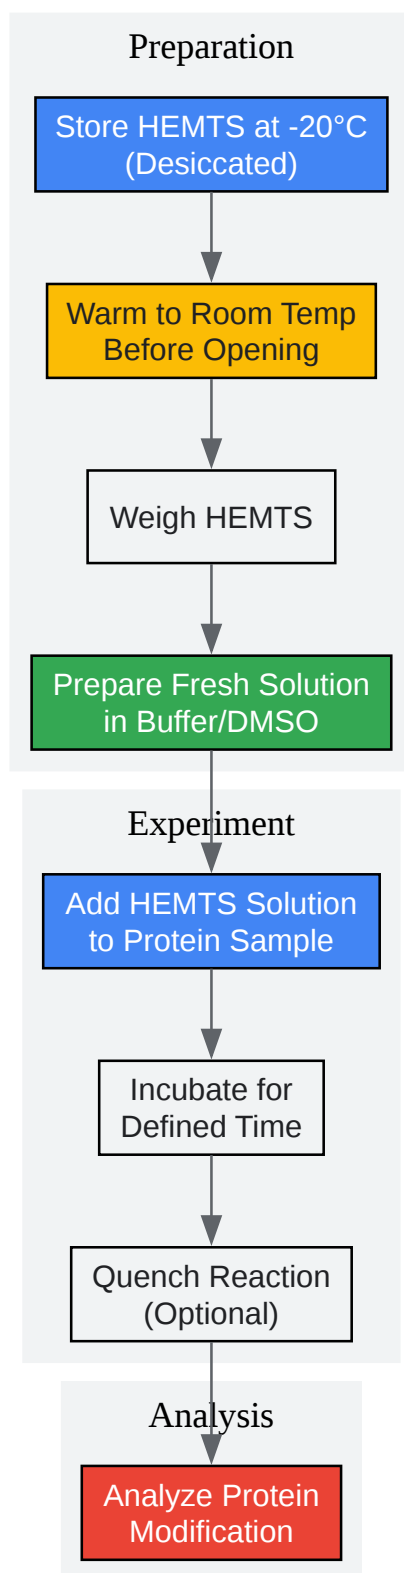 Preparation
Store HEMTS at -20°C
(Desiccated)
Warm to Room Temp
Before Opening
Weigh HEMTS
Prepare Fresh Solution
in Buffer/DMSO
Experiment
Add HEMTS Solution
to Protein Sample
Incubate for
Defined Time
Quench Reaction
(Optional)
Analysis
Analyze Protein
Modification